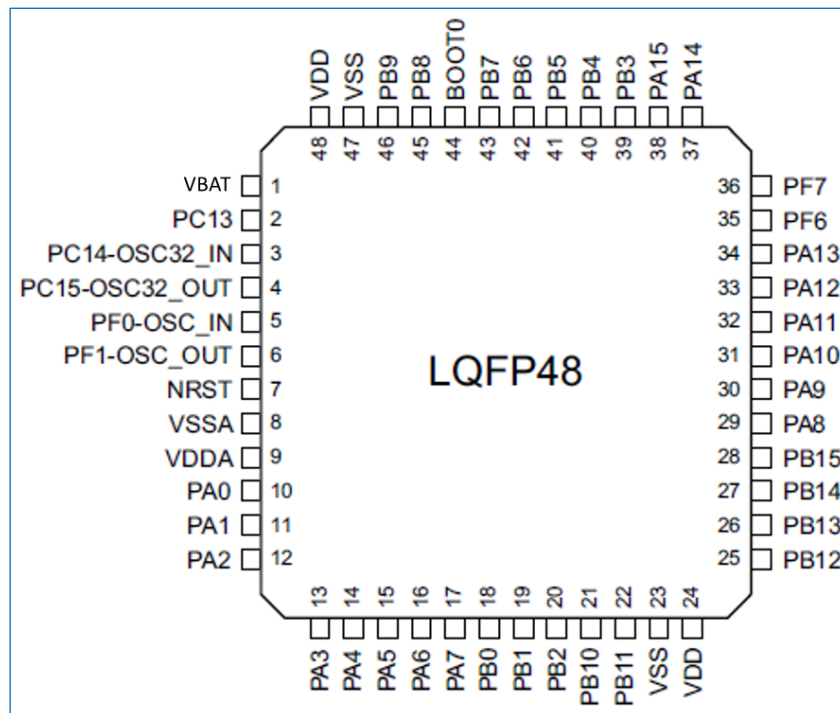 VDD VSS PB9 PB8 BOOT0 PB7 PB6 PB5 PB4 PB3 PA15 PA14
48 47 46 45 44 43 42 41 40 39 38 37
VBAT 1 36 PF7
PC13 2 35 PF6
PC14-OSC32_IN 3 34 PA13
PC15-OSC32_OUT 4 33 PA12
PF0-OSC_IN 5 32 PA11
PF1-OSC_OUT 6 31 PA10
LQFP48
NRST 7 30 PA9
VSSA 8 29 PA8
VDDA 9 28 PB15
PA0 10 27 PB14
PA1 11 26 PB13
PA2 12 25 PB12
13 14 15 16 17 18 19 20 21 22 23 24
PA3 PA4 PA5 PA6 PA7 PB0 PB1 PB2 PB10 PB11 VSS VDD